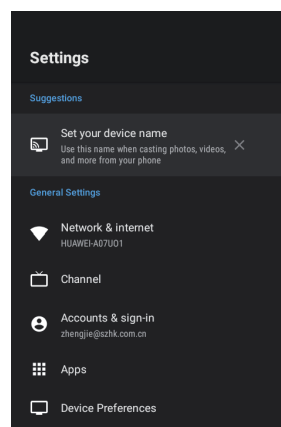 Settings
Suggestions
Set your device name
Use this name when casting photos, videos,
and more from your phone
General Settings
Network & internet
HUAWEI-A07UO1
Channel
Accounts & sign-in
zhengjie@szhk.com.cn
Apps
Device Preferences